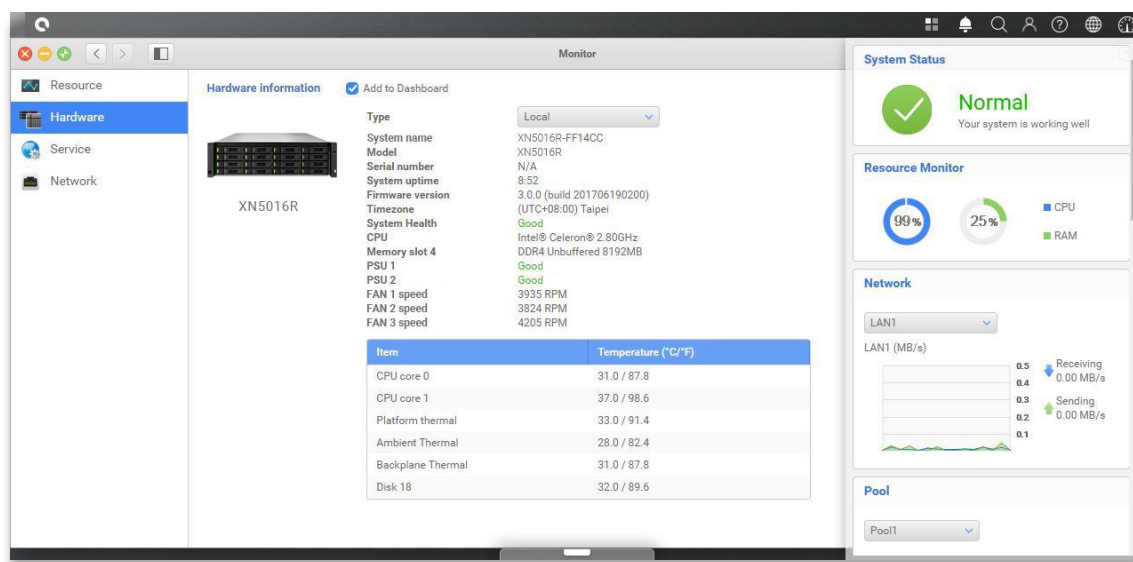 Monitor
Resource
Hardware
Service
Network
Hardware information
Add to Dashboard
XN5016R
Type Local
System name XN5016R-FF14CC
Model XN5016R
Serial number N/A
System uptime 8:52
Firmware version 3.0.0 (build 201706190200)
Timezone (UTC+08:00) Taipei
System Health Good
CPU Intel® Celeron® 2.80GHz
Memory slot 4 DDR4 Unbuffered 8192MB
PSU 1 Good
PSU 2 Good
FAN 1 speed 3935 RPM
FAN 2 speed 3824 RPM
FAN 3 speed 4205 RPM
Item Temperature (°C/°F)
CPU core 0 31.0 / 87.8
CPU core 1 37.0 / 98.6
Platform thermal 33.0 / 91.4
Ambient Thermal 28.0 / 82.4
Backplane Thermal 31.0 / 87.8
Disk 18 32.0 / 89.6
System Status
Normal
Your system is working well
Resource Monitor
99%
25%
CPU
RAM
Network
LAN1
LAN1 (MB/s)
0.5
0.4
0.3
0.2
0.1
Receiving
0.00 MB/s
Sending
0.00 MB/s
Pool
Pool1